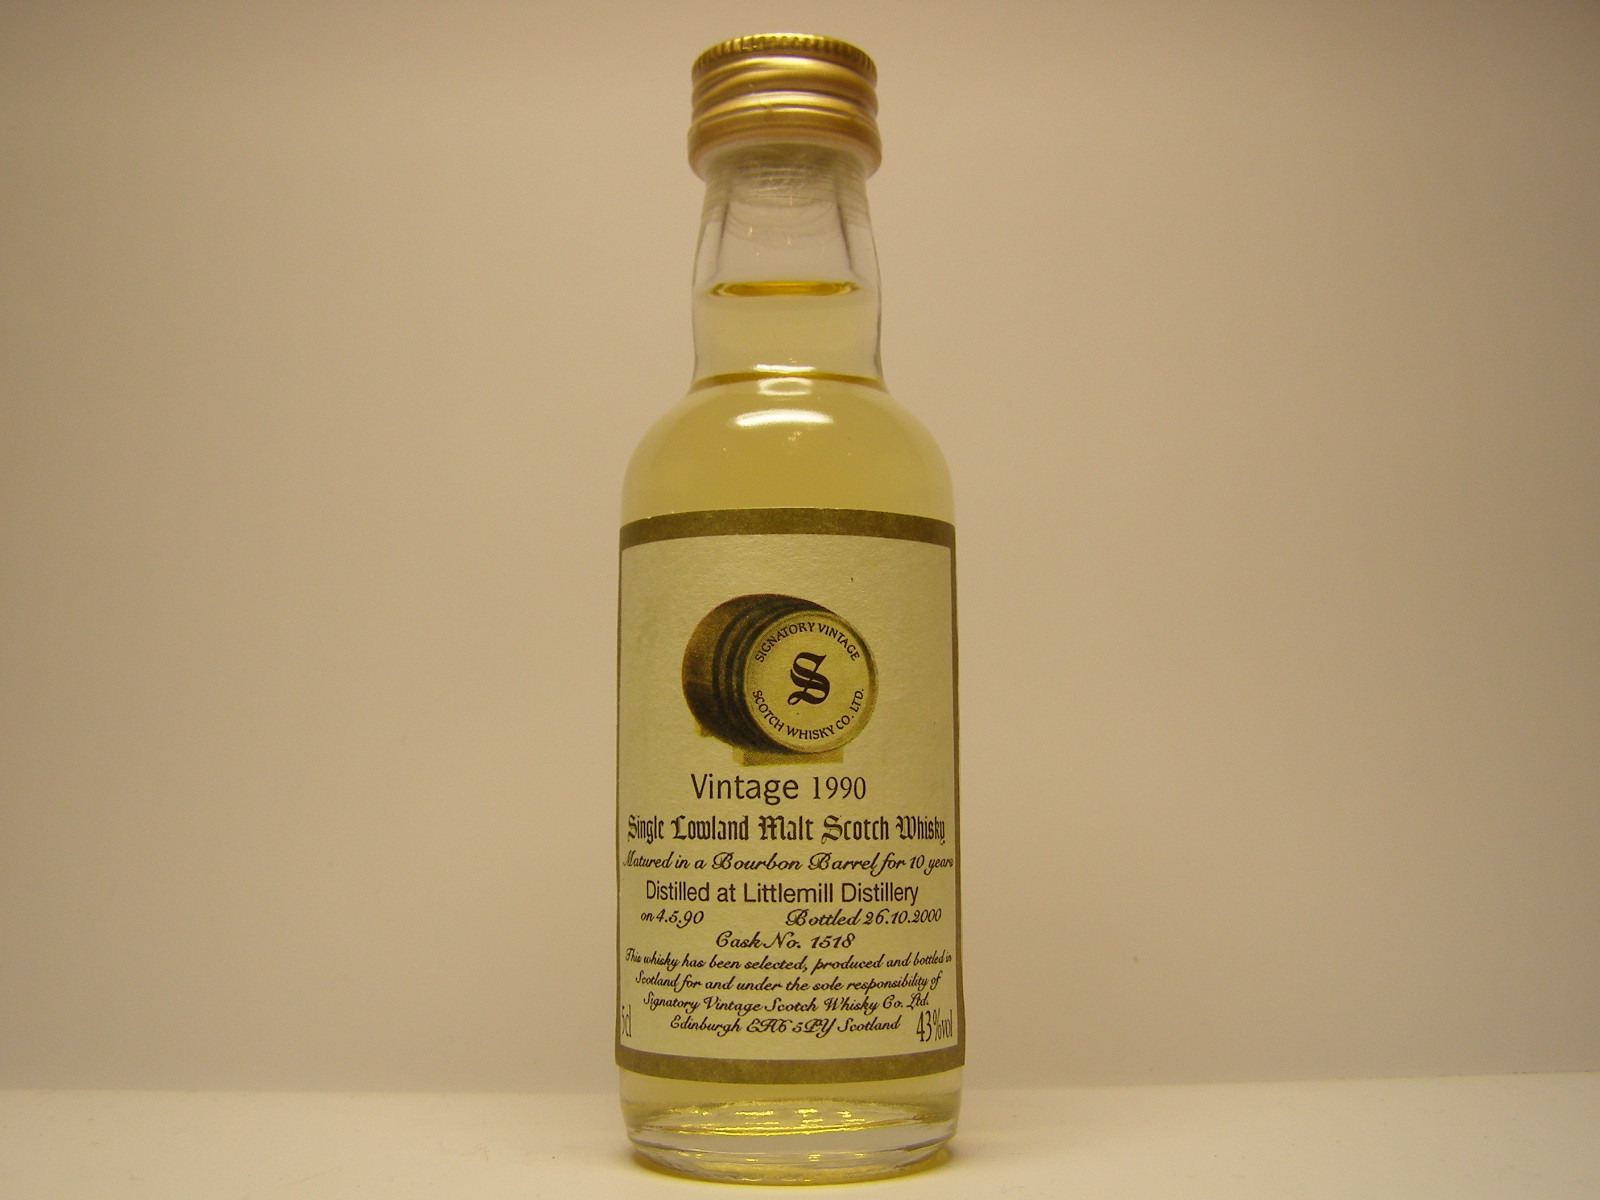 SIGNATORY VINTAGE
S
SCOTCH WHISKY CO. LTD.
Vintage 1990
Single Lowland Malt Scotch Whisky
Matured in a Bourbon Barrel for 10 years
Distilled at Littlemill Distillery
on 4.5.90 Bottled 26.10.2000
Cask No. 1518
This whisky has been selected, produced and bottled in
Scotland for and under the sole responsibility of
Signatory Vintage Scotch Whisky Co. Ltd.
Edinburgh EH6 5PY Scotland
5cl 43%vol